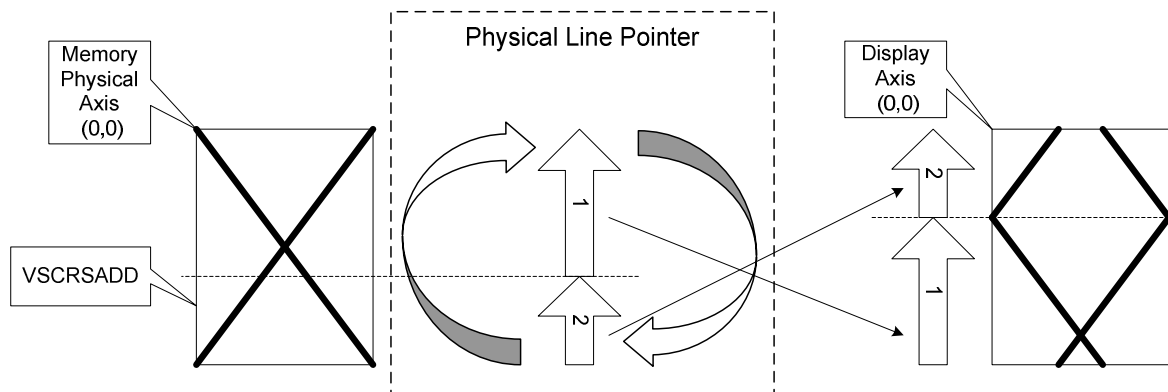 Physical Line Pointer
Memory
Physical
Axis
(0,0)
Display
Axis
(0,0)
VSCRSADD
1
2
2
1